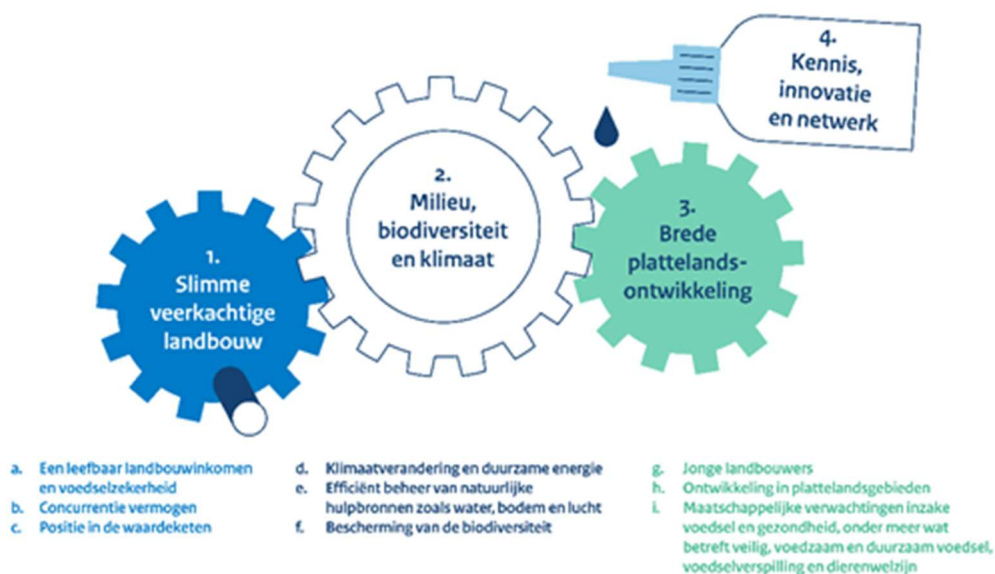 1.
Slimme
veerkachtige
landbouw
2.
Milieu,
biodiversiteit
en klimaat
3.
Brede
plattelands-
ontwikkeling
4.
Kennis,
innovatie
en netwerk
a. Een leefbaar landbouwinkomen
en voedselzekerheid
b. Concurrentie vermogen
c. Positie in de waardeketen
d. Klimaatverandering en duurzame energie
e. Efficiënt beheer van natuurlijke
hulpbronnen zoals water, bodem en lucht
f. Bescherming van de biodiversiteit
g. Jonge landbouwers
h. Ontwikkeling in plattelandsgebieden
i. Maatschappelijke verwachtingen inzake
voedsel en gezondheid, onder meer wat
betreft veilig, voedzaam en duurzaam voedsel,
voedselverspilling en dierenwelzijn